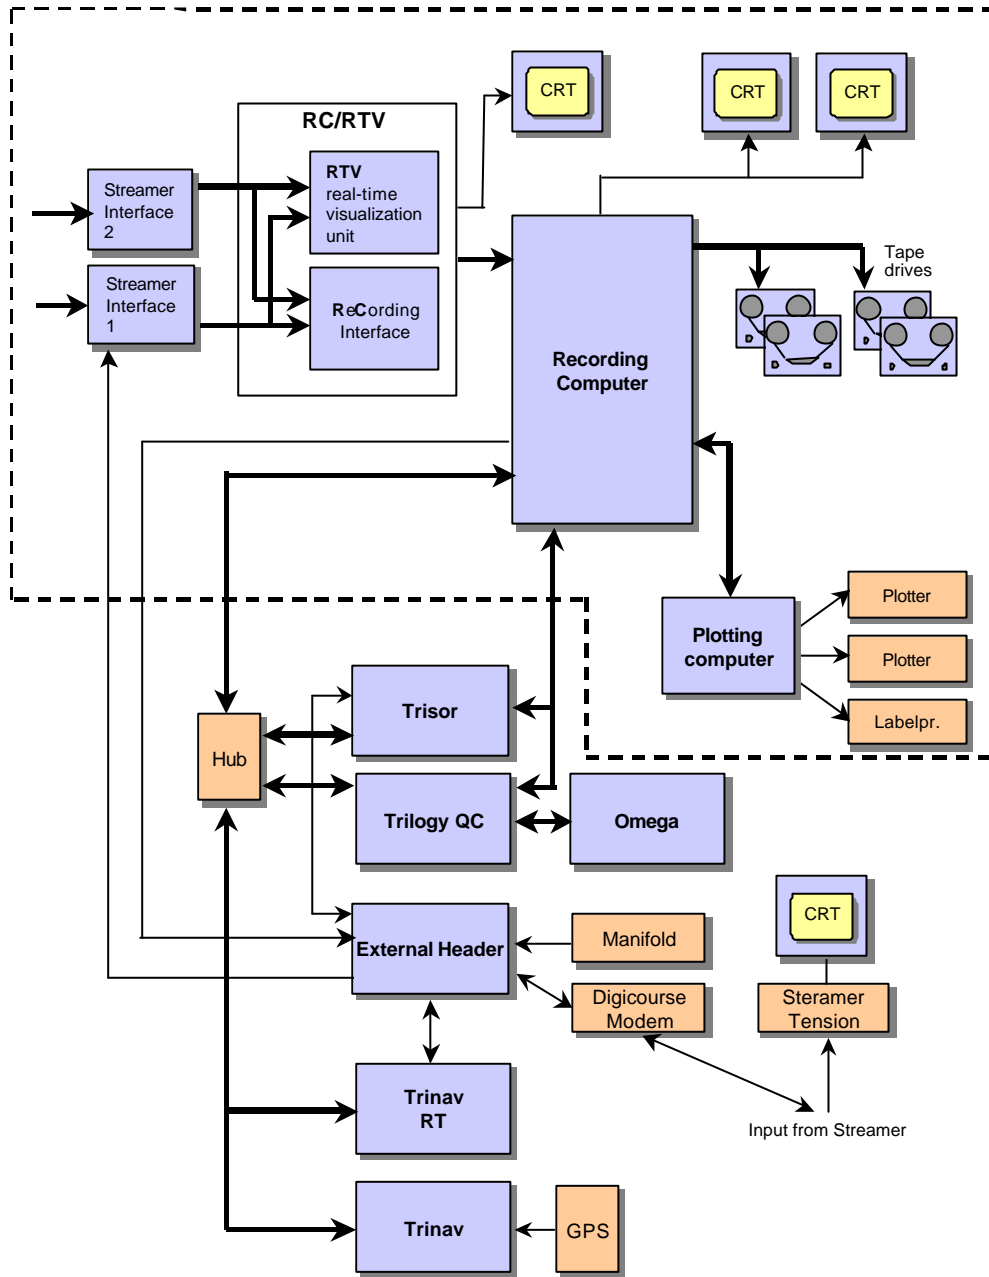 CRT
CRT
CRT
RC/RTV
RTV
real-time
visualization
unit
Streamer
Interface
2
Streamer
Interface
1
ReCording
Interface
Tape
drives
Recording
Computer
Plotting
computer
Plotter
Plotter
Labelpr.
Trisor
Hub
Trilogy QC
Omega
External Header
Manifold
CRT
Digicourse
Modem
Steramer
Tension
Trinav
RT
Input from Streamer
Trinav
GPS